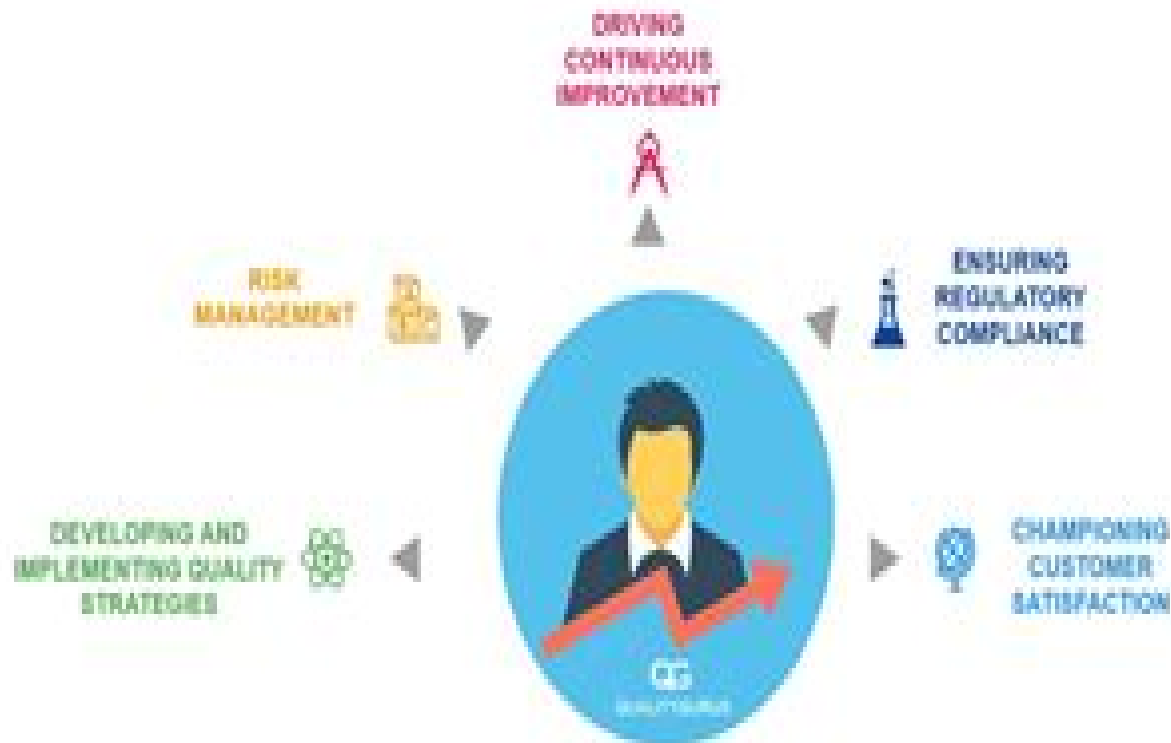 DRIVING
CONTINUOUS
IMPROVEMENT
RISK
MANAGEMENT
ENSURING
REGULATORY
COMPLIANCE
DEVELOPING AND
IMPLEMENTING QUALITY
STRATEGIES
CHAMPIONING
CUSTOMER
SATISFACTION
QG